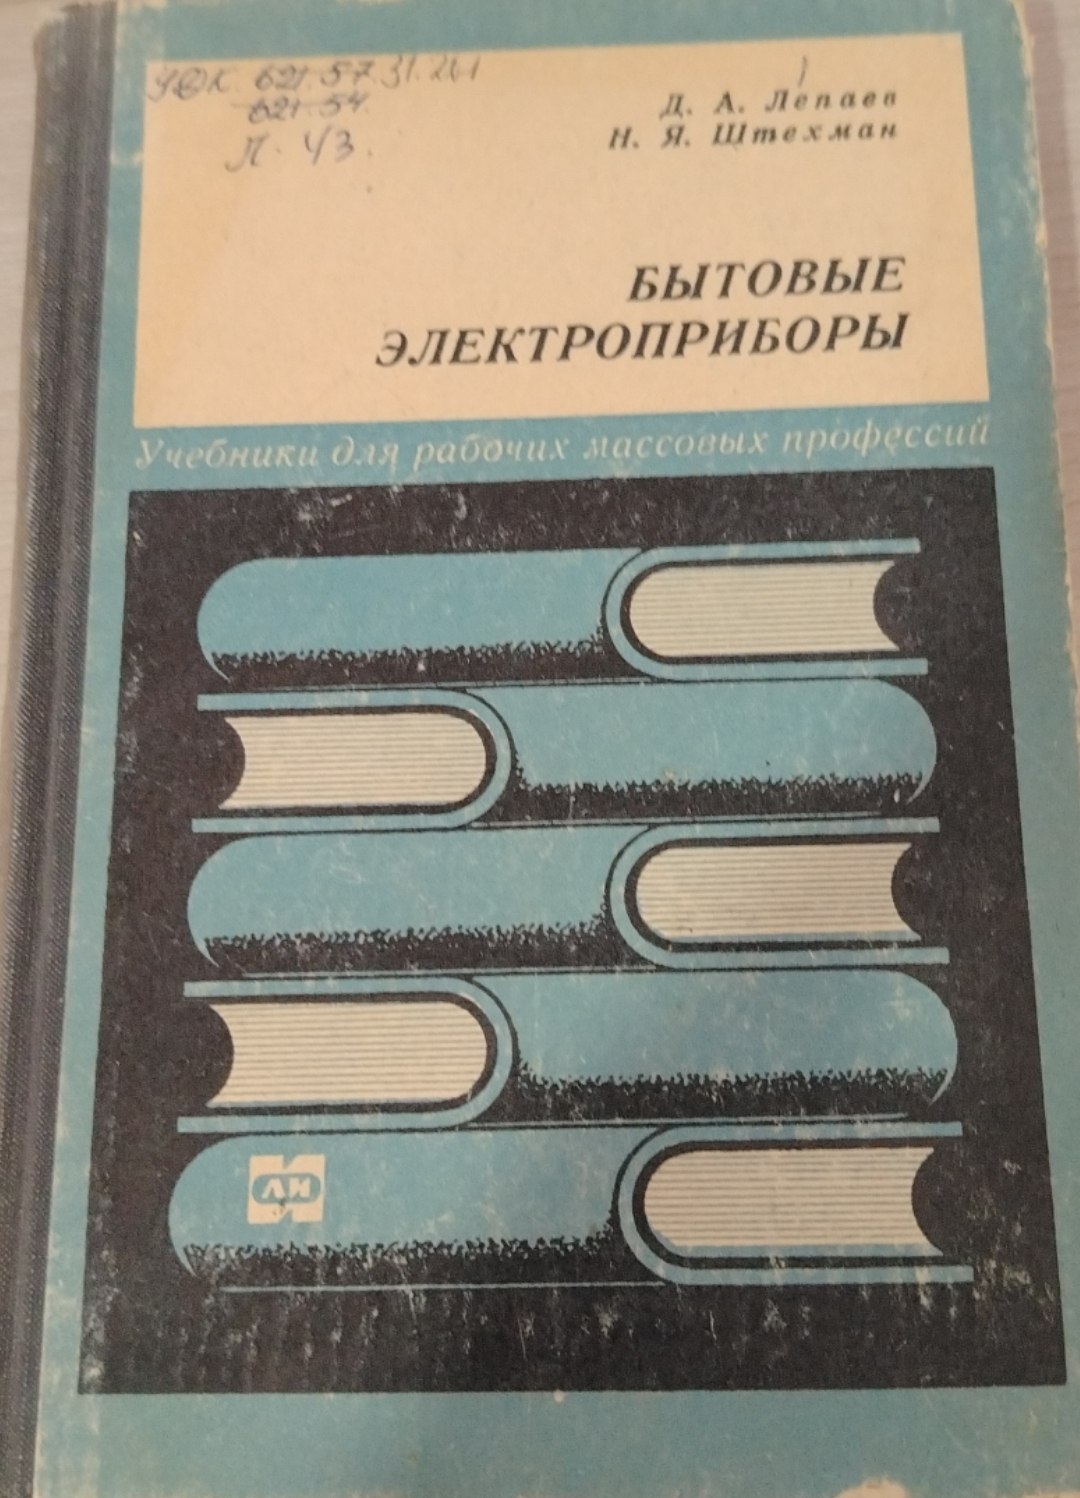 УДК 621.57.31.261
621.54.
Л. 43.
Д. А. Лепаев
Н. Я. Штехман
БЫТОВЫЕ
ЭЛЕКТРОПРИБОРЫ
Учебники для рабочих массовых профессий
ЛИ